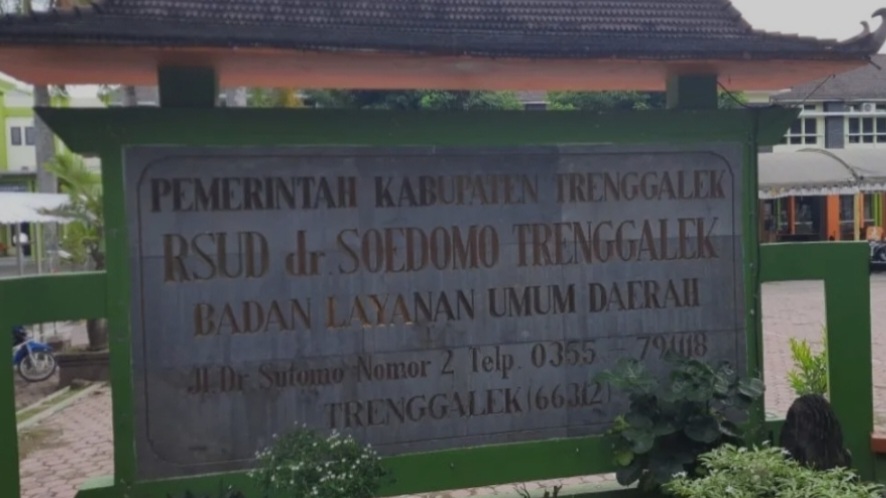 PEMERINTAH KABUPATEN TRENGGALEK
RSUD dr. SOEDOMO TRENGGALEK
BADAN LAYANAN UMUM DAERAH
Jl. Dr. Sutomo Nomor 2 Telp. 0355 - 79108
TRENGGALEK (66312)